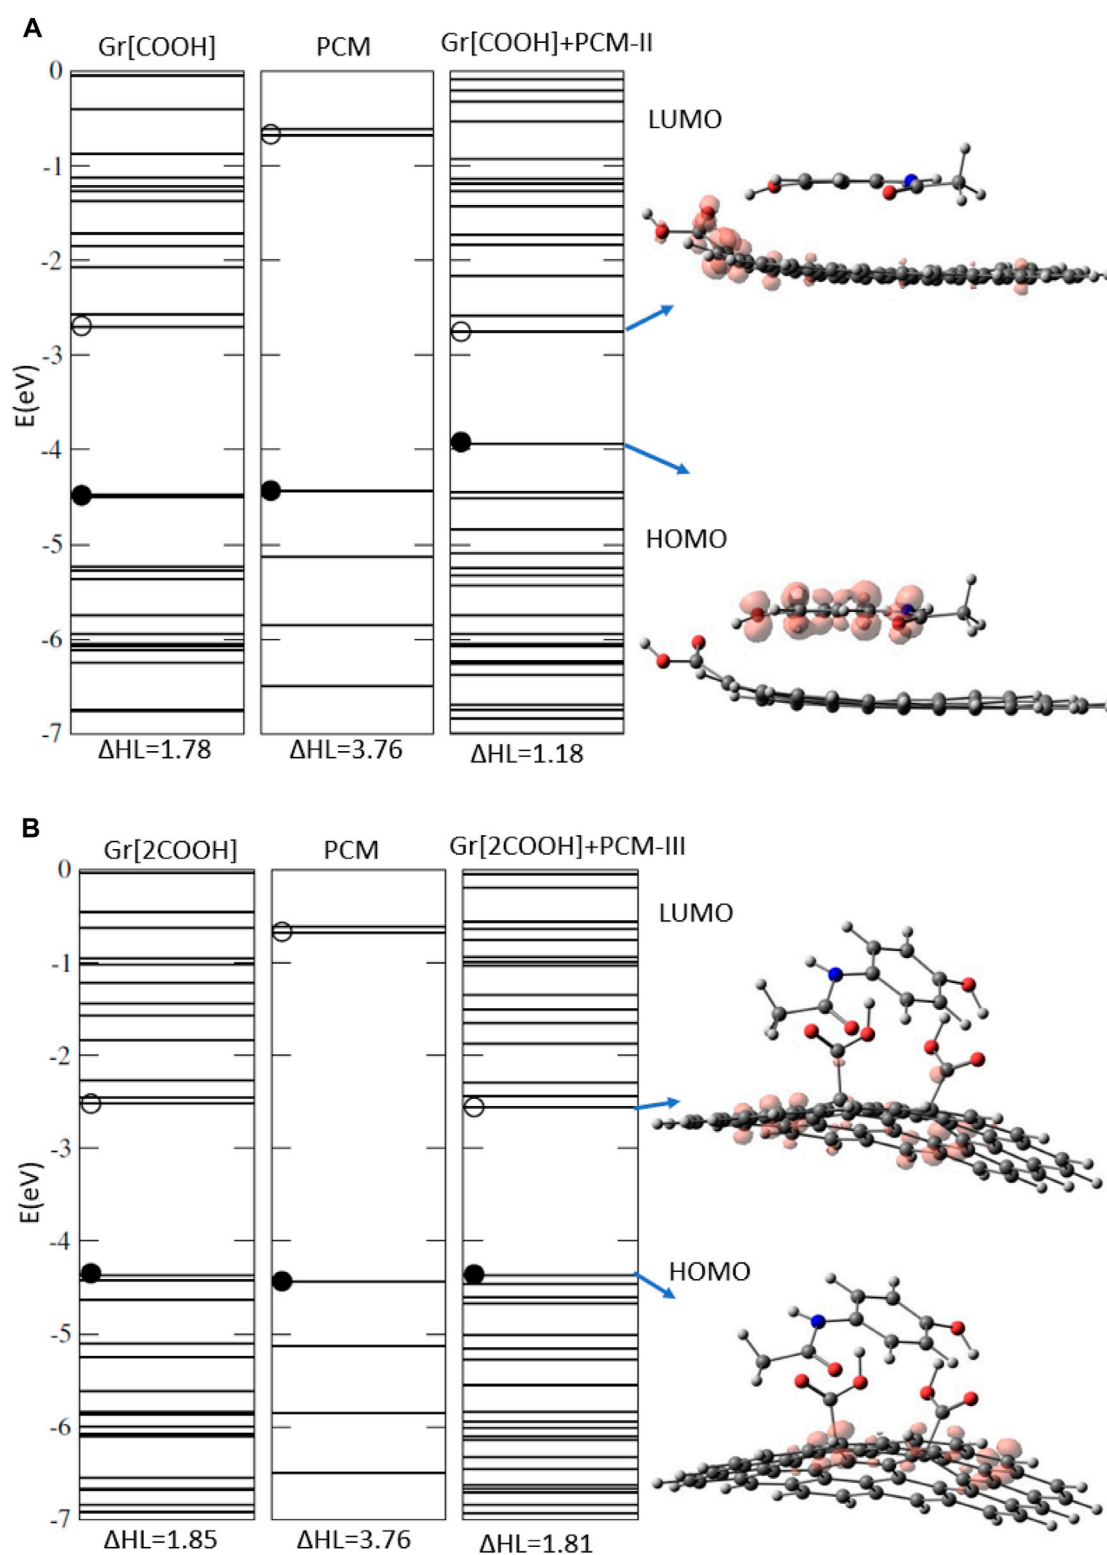 A
Gr[COOH] PCM Gr[COOH]+PCM-II
0
-1
-2
-3
-4
-5
-6
-7
E(eV)
LUMO
HOMO
ΔHL=1.78 ΔHL=3.76 ΔHL=1.18
B
Gr[2COOH] PCM Gr[2COOH]+PCM-III
0
-1
-2
-3
-4
-5
-6
-7
E(eV)
LUMO
HOMO
ΔHL=1.85 ΔHL=3.76 ΔHL=1.81